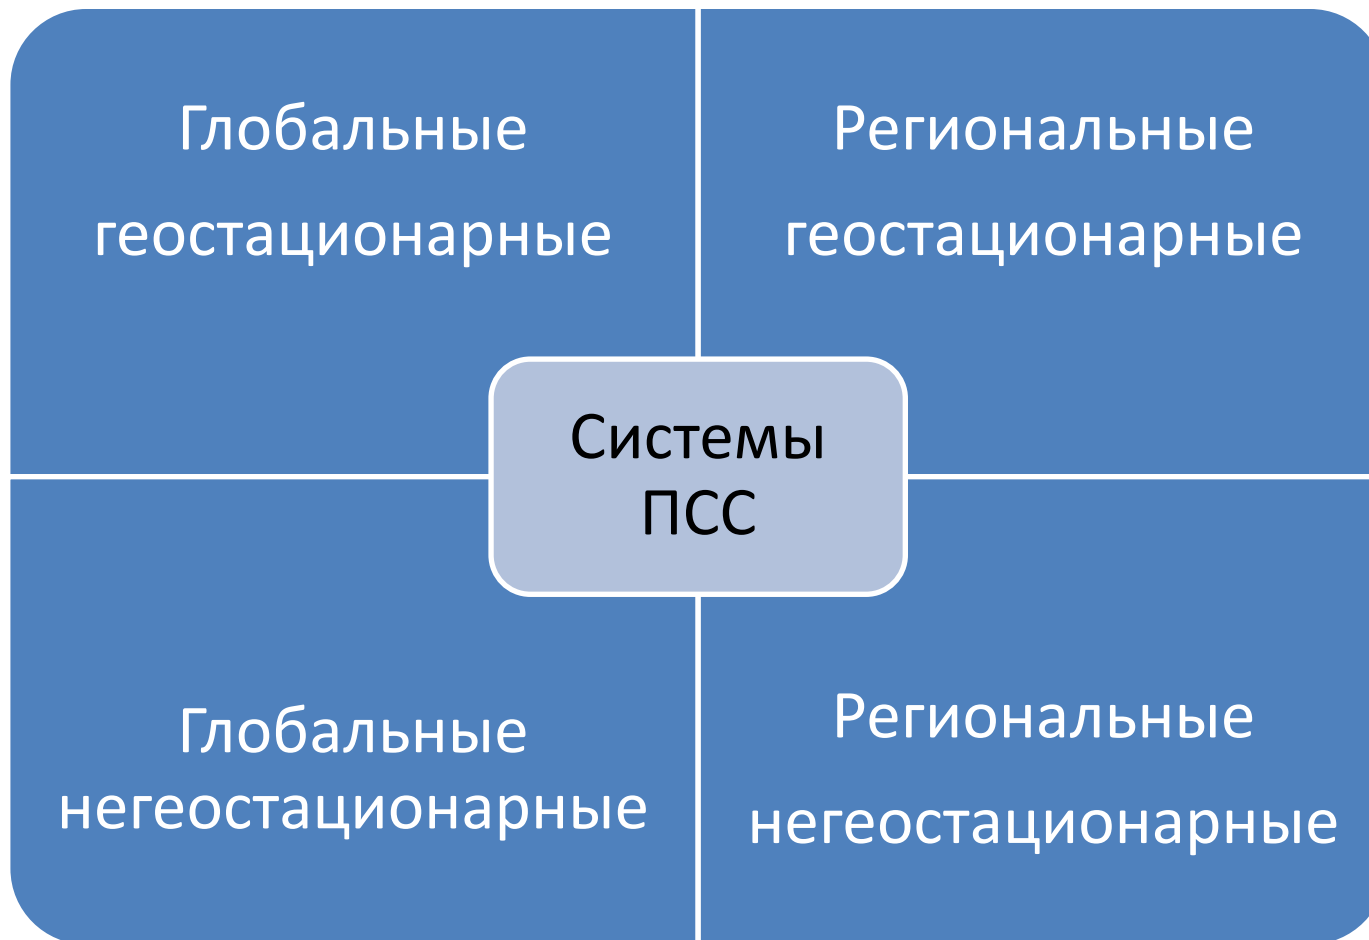 Глобальные
геостационарные
Региональные
геостационарные
Системы
ПСС
Глобальные
негеостационарные
Региональные
негеостационарные